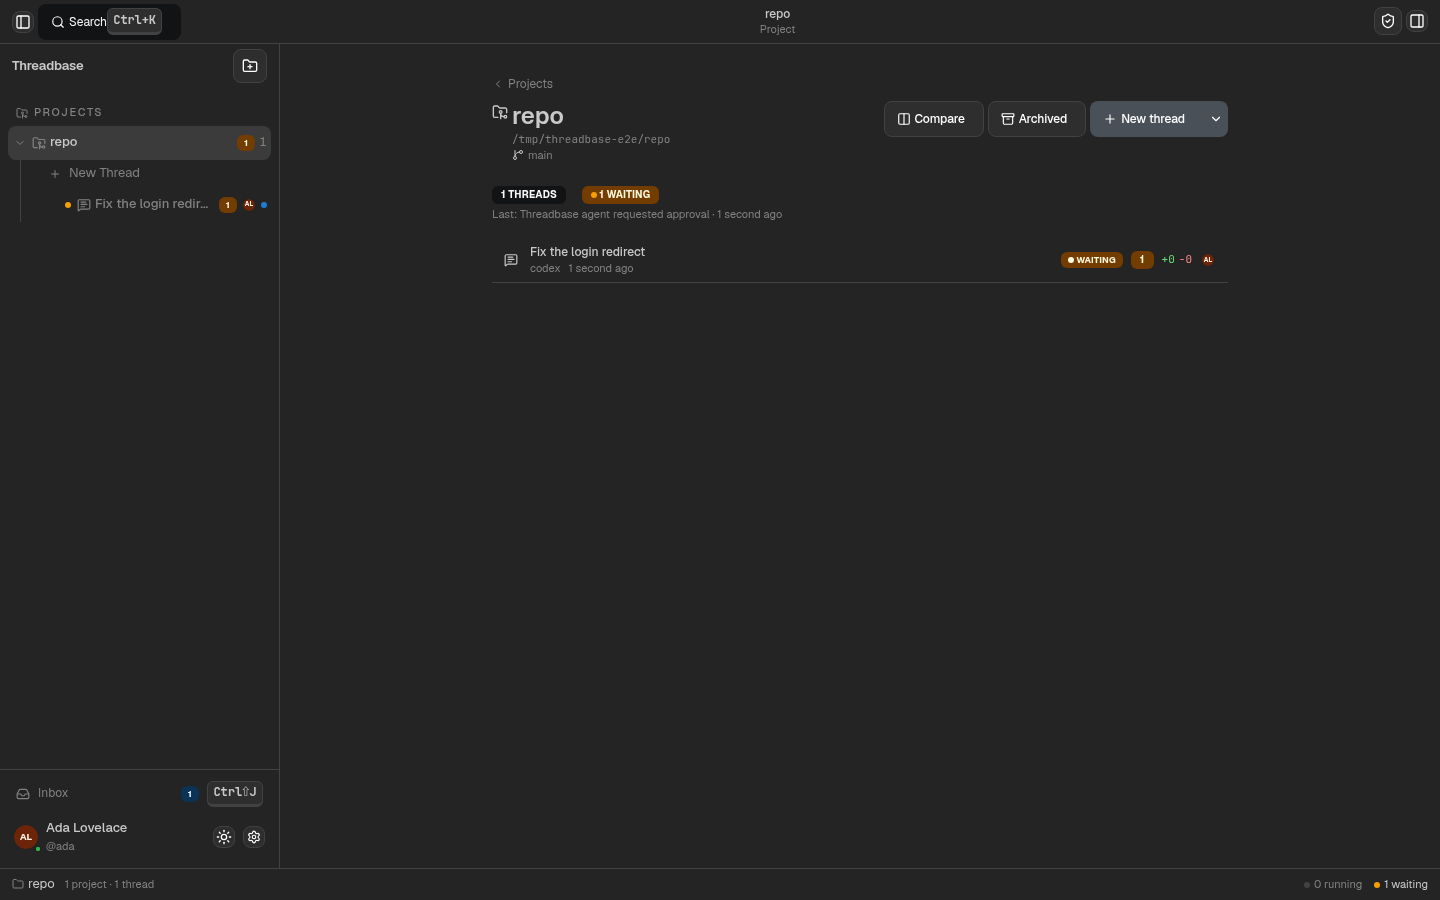 Search Ctrl+K
repo
Project
Threadbase
PROJECTS
repo 1 1
New Thread
Fix the login redir... 1 AL
Projects
repo
/tmp/threadbase-e2e/repo
main
Compare
Archived
New thread
1 THREADS
1 WAITING
Last: Threadbase agent requested approval · 1 second ago
Fix the login redirect
codex 1 second ago
WAITING 1 +0 -0 AL
Inbox 1 Ctrl⇧J
AL Ada Lovelace
@ada
repo 1 project · 1 thread
0 running 1 waiting